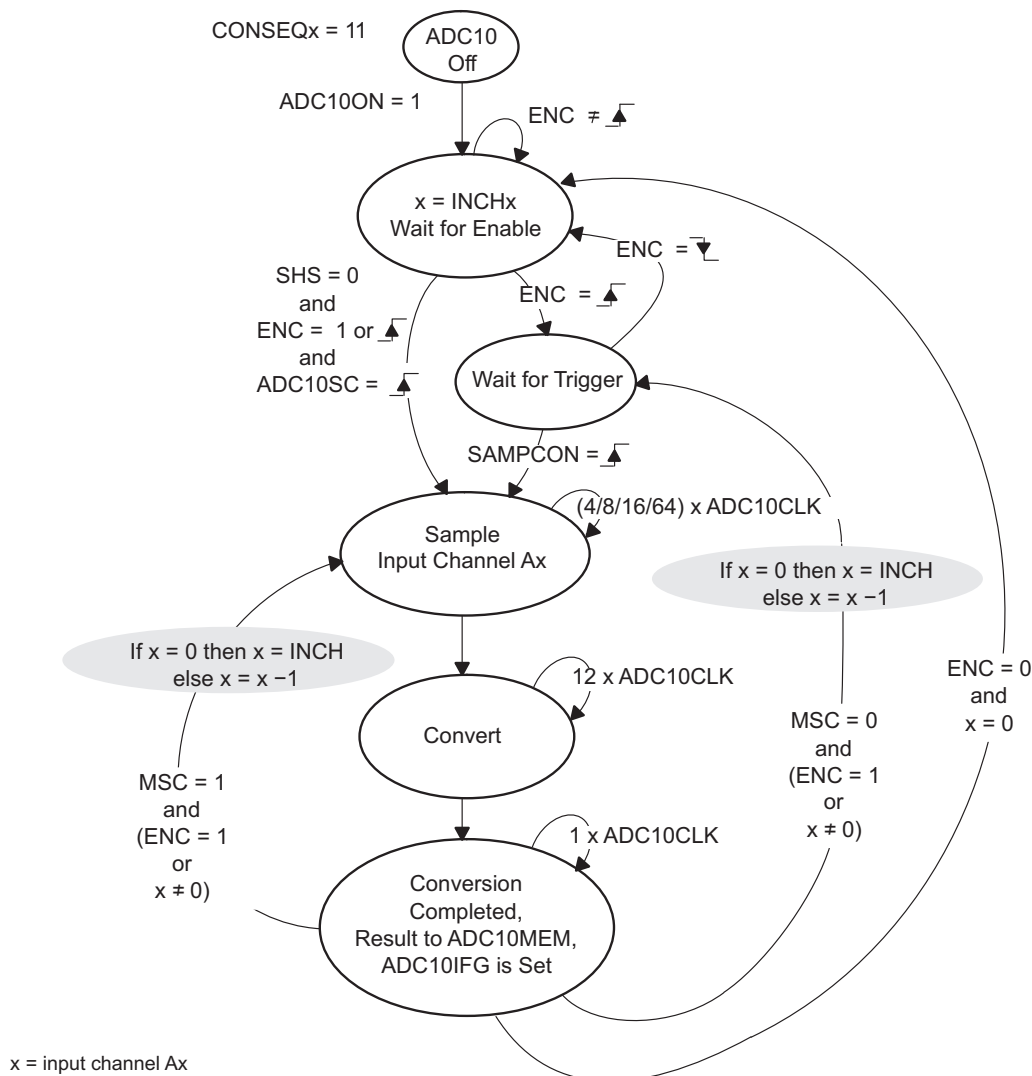 CONSEQx = 11
ADC10
Off
ADC10ON = 1
ENC ≠
x = INCHx
Wait for Enable
ENC =
SHS = 0
and
ENC = 1 or
and
ADC10SC =
ENC =
Wait for Trigger
SAMPCON =
(4/8/16/64) x ADC10CLK
Sample
Input Channel Ax
If x = 0 then x = INCH
else x = x −1
If x = 0 then x = INCH
else x = x −1
12 x ADC10CLK
Convert
ENC = 0
and
x = 0
MSC = 0
and
(ENC = 1
or
x ≠ 0)
MSC = 1
and
(ENC = 1
or
x ≠ 0)
1 x ADC10CLK
Conversion
Completed,
Result to ADC10MEM,
ADC10IFG is Set
x = input channel Ax